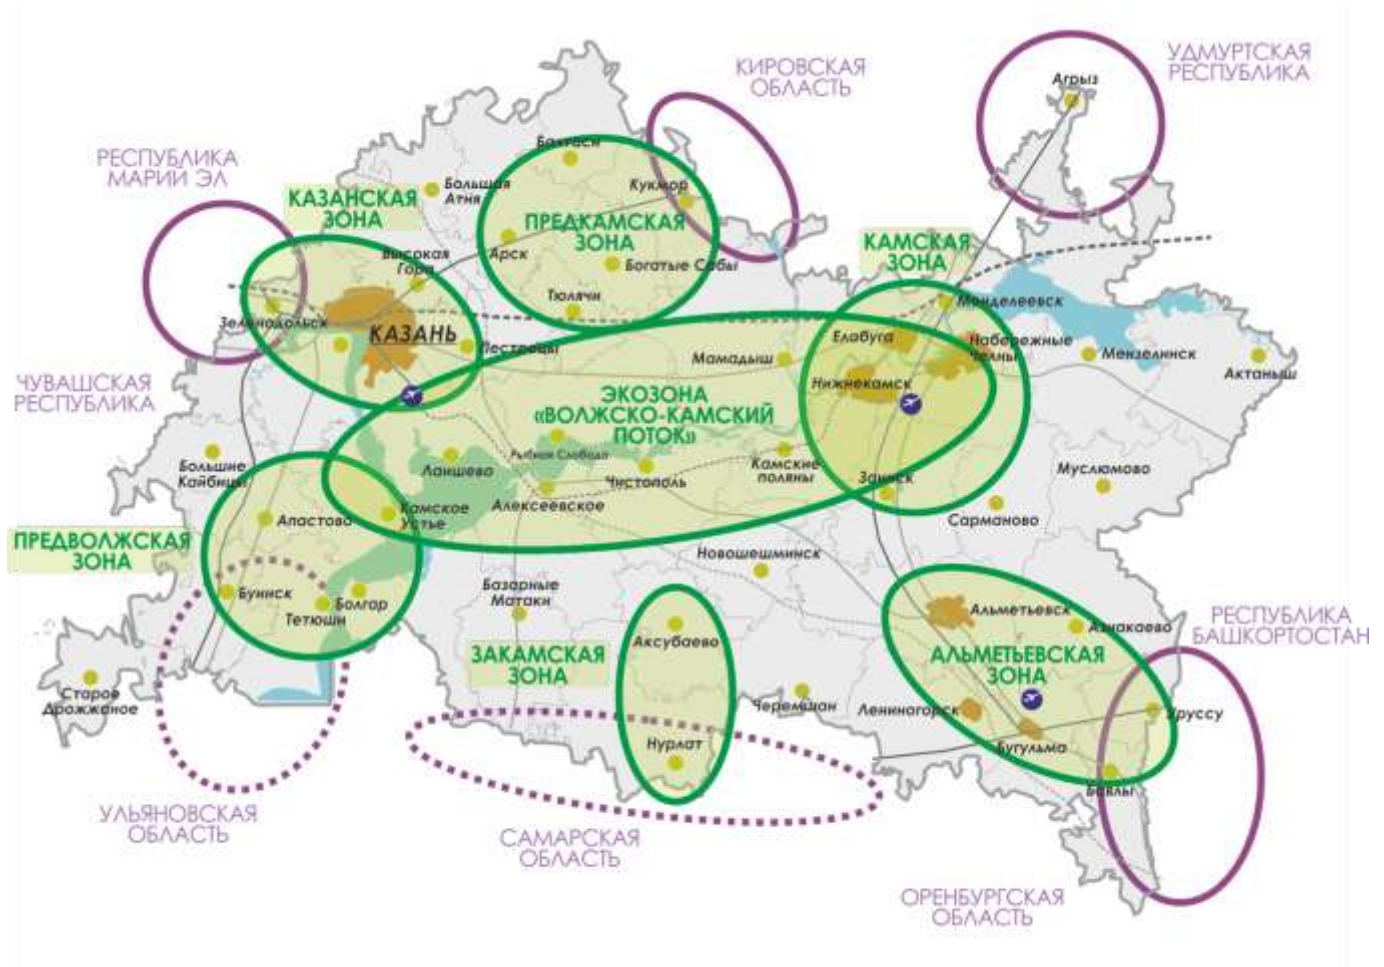 УДМУРТСКАЯ
РЕСПУБЛИКА
КИРОВСКАЯ
ОБЛАСТЬ
Агрыз
РЕСПУБЛИКА
МАРИЙ ЭЛ
Балтаси
Большая
Атня
Кукмор
КАЗАНСКАЯ
ЗОНА
ПРЕДКАМСКАЯ
ЗОНА
КАМСКАЯ
ЗОНА
Высокая
Гора
Арск
Богатые Сабы
Тюлячи
Менделеевск
Зеленодольск
КАЗАНЬ
Пестрецы
Мамадыш
Елабуга
Набережные
Челны
Мензелинск
Актаныш
Нижнекамск
ЧУВАШСКАЯ
РЕСПУБЛИКА
ЭКОЗОНА
«ВОЛЖСКО-КАМСКИЙ
ПОТОК»
Большие
Кайбицы
Лаишево
Рыбная Слобода
Чистополь
Камские
поляны
Заинск
Муслюмово
Апастово
Камское
Устье
Алексеевское
Сарманово
ПРЕДВОЛЖСКАЯ
ЗОНА
Новошешминск
Буинск
Тетюши
Болгар
Базарные
Матаки
Альметьевск
Азнакаево
РЕСПУБЛИКА
БАШКОРТОСТАН
Аксубаево
ЗАКАМСКАЯ
ЗОНА
АЛЬМЕТЬЕВСКАЯ
ЗОНА
Старое
Дрожжаное
Черемшан
Лениногорск
Уруссу
Нурлат
Бугульма
Бавлы
УЛЬЯНОВСКАЯ
ОБЛАСТЬ
САМАРСКАЯ
ОБЛАСТЬ
ОРЕНБУРГСКАЯ
ОБЛАСТЬ